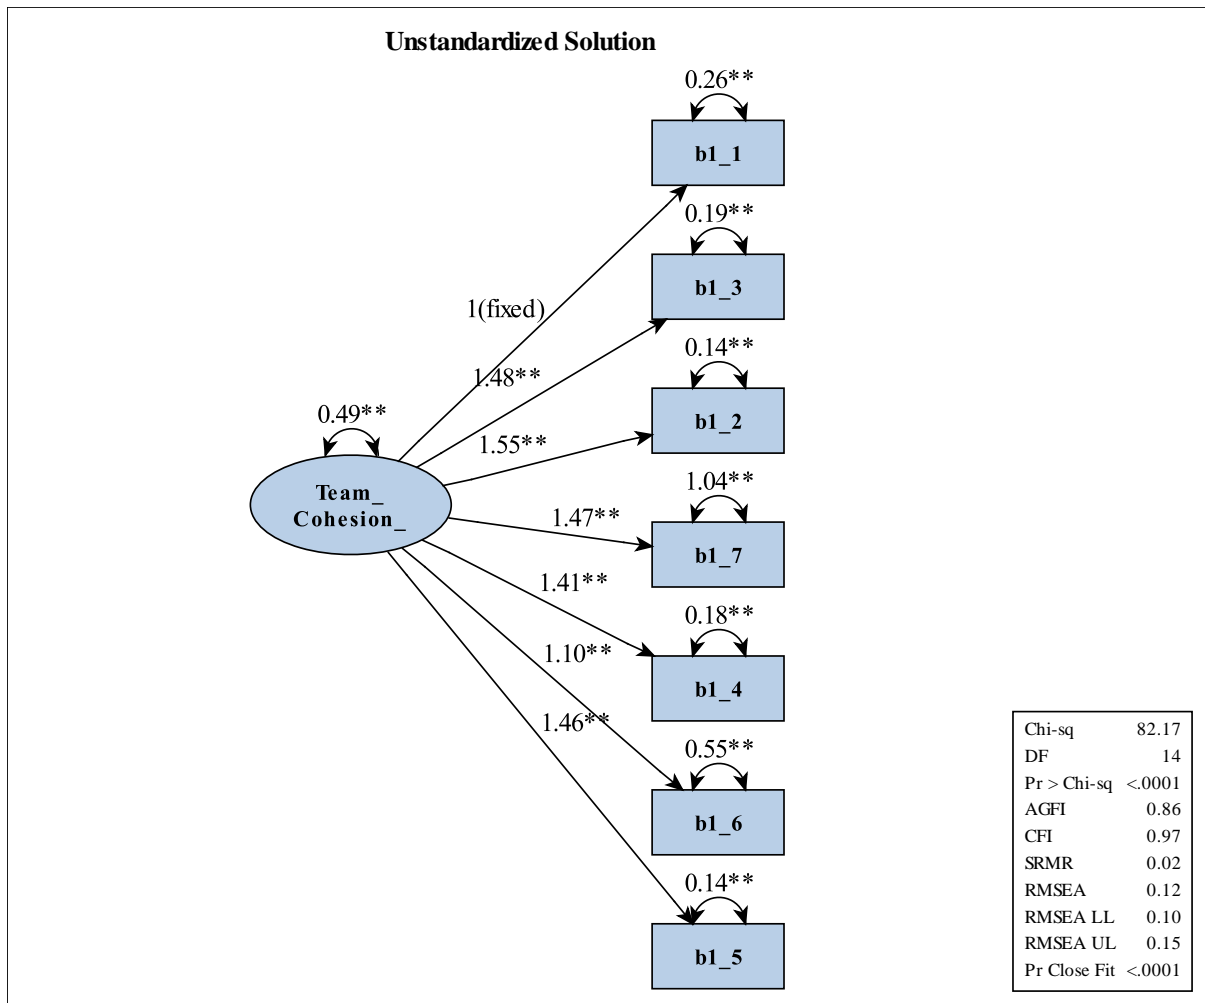 Unstandardized Solution
0.26**
b1_1
0.19**
b1_3
1(fixed)
0.14**
1.48**
b1_2
0.49**
1.55**
Team_
Cohesion_
1.04**
1.47**
b1_7
1.41**
0.18**
1.10**
b1_4
1.46**
0.55**
b1_6
0.14**
b1_5
Chi-sq 82.17
DF 14
Pr > Chi-sq <.0001
AGFI 0.86
CFI 0.97
SRMR 0.02
RMSEA 0.12
RMSEA LL 0.10
RMSEA UL 0.15
Pr Close Fit <.0001